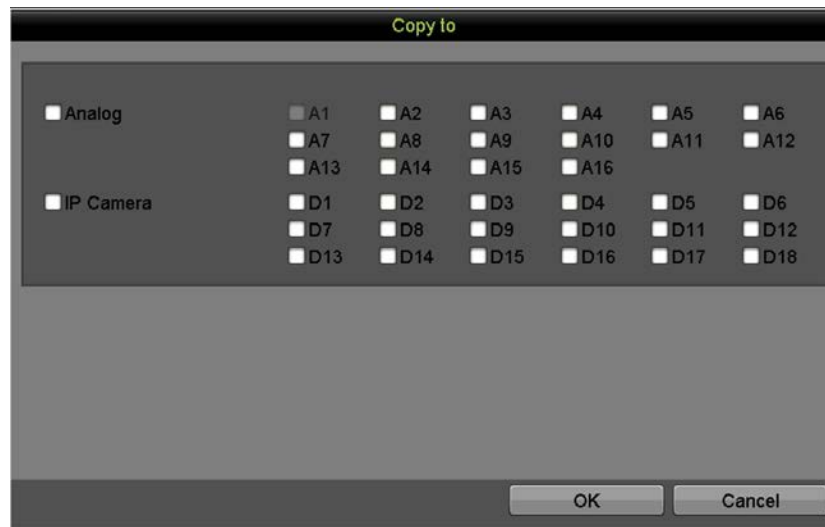 Copy to
Analog A1 A2 A3 A4 A5 A6
A7 A8 A9 A10 A11 A12
A13 A14 A15 A16
IP Camera D1 D2 D3 D4 D5 D6
D7 D8 D9 D10 D11 D12
D13 D14 D15 D16 D17 D18
OK Cancel